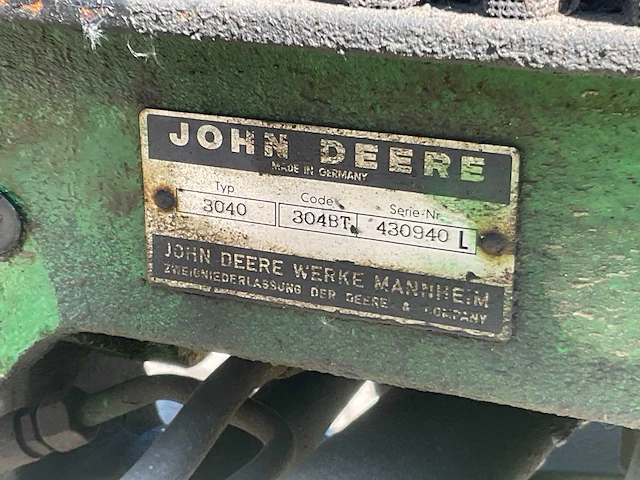 JOHN DEERE
MADE IN GERMANY
Typ Code Serie-Nr.
3040 304BT 430940 L
JOHN DEERE WERKE MANNHEIM
ZWEIGNIEDERLASSUNG DER DEERE & COMPANY